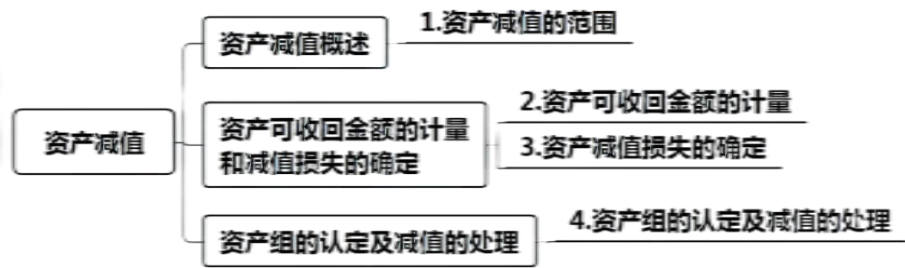 资产减值
资产减值概述
1.资产减值的范围
资产可收回金额的计量
和减值损失的确定
2.资产可收回金额的计量
3.资产减值损失的确定
资产组的认定及减值的处理
4.资产组的认定及减值的处理